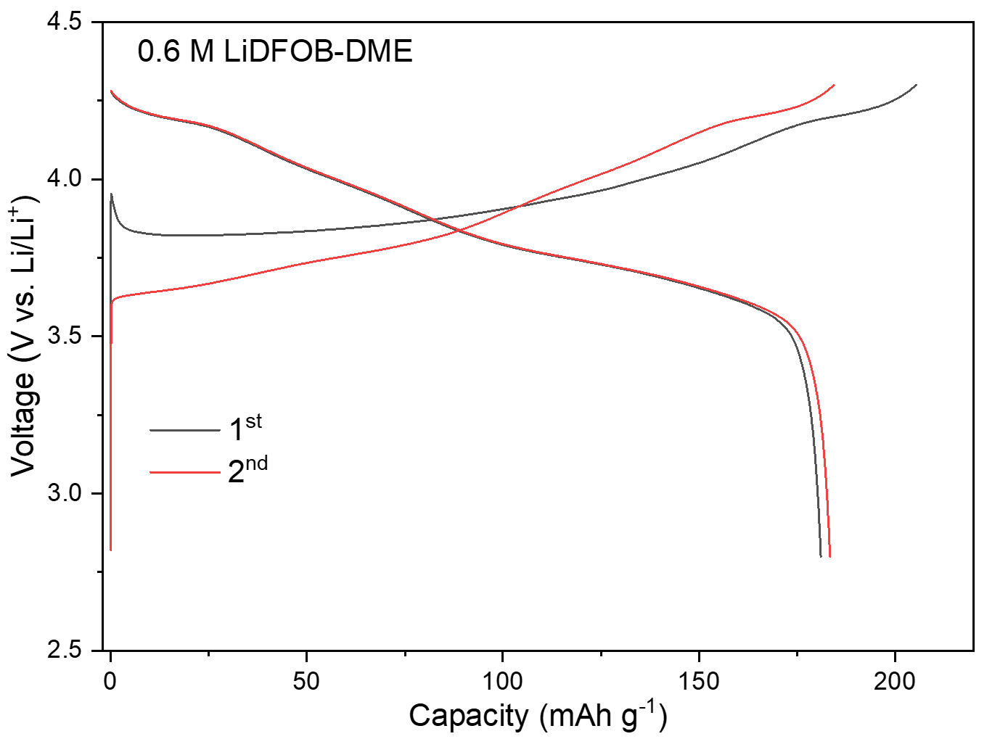 0.6 M LiDFOB-DME
4.5
4.0
3.5
3.0
2.5
Voltage (V vs. Li/Li⁺)
1ˢᵗ
2ⁿᵈ
0
50
100
150
200
Capacity (mAh g⁻¹)